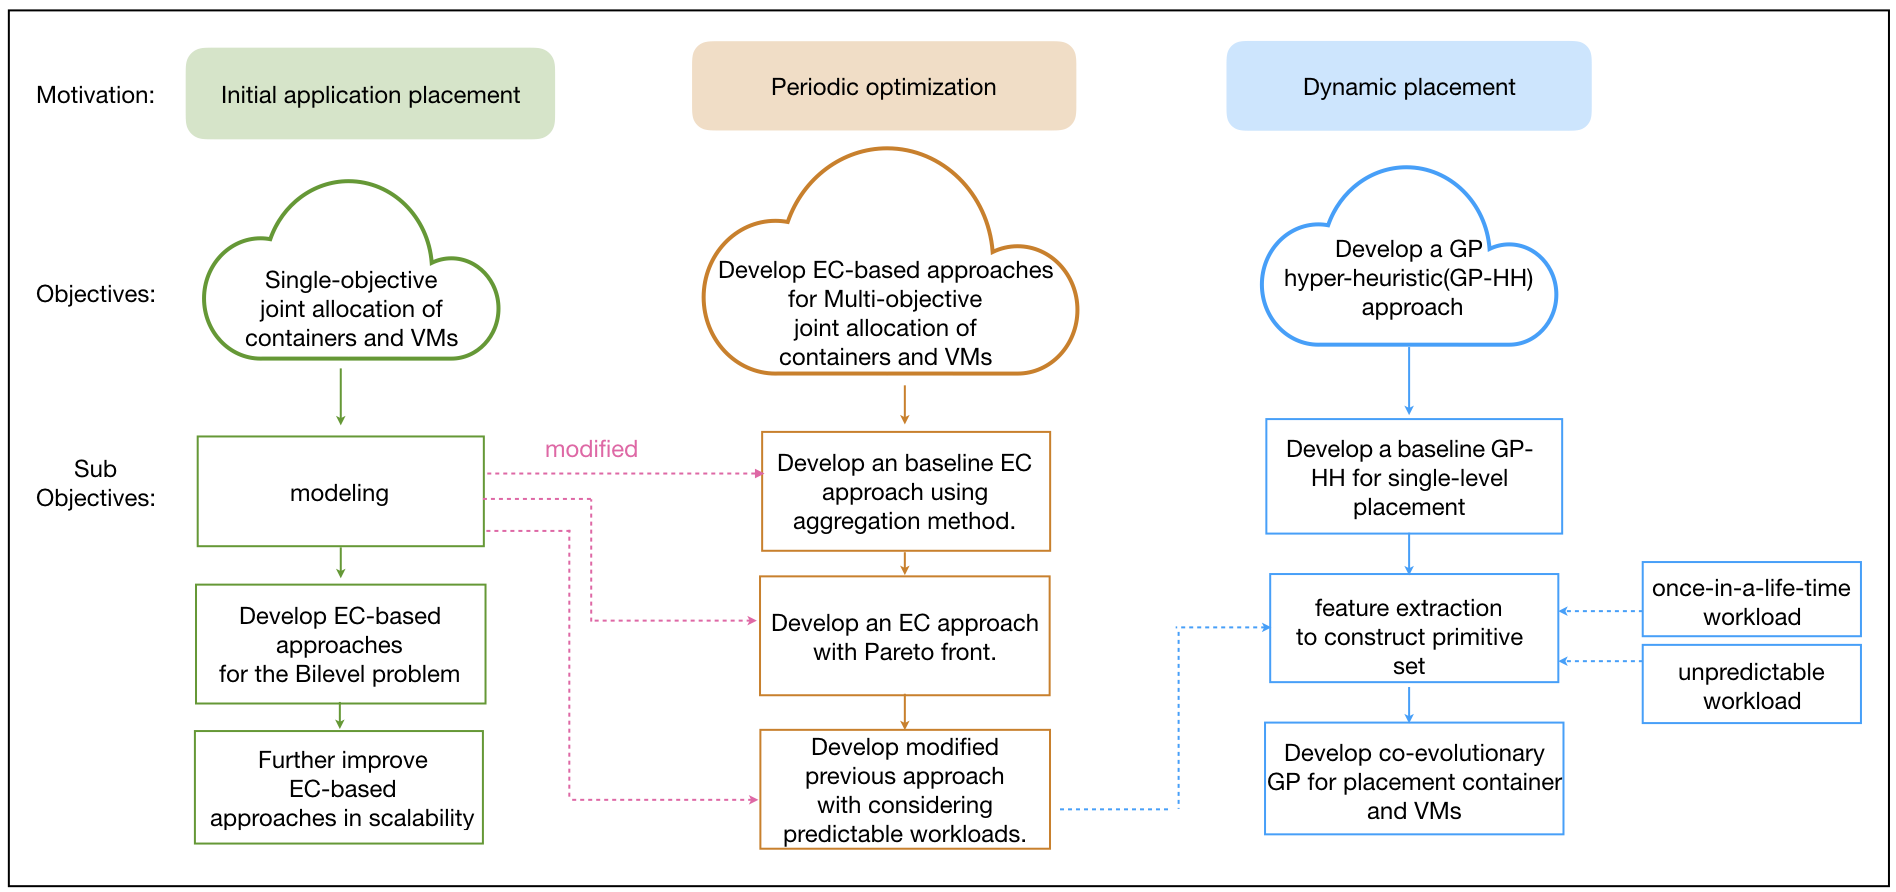 Motivation:
Initial application placement
Periodic optimization
Dynamic placement
Objectives:
Single-objective
joint allocation of
containers and VMs
Develop EC-based approaches
for Multi-objective
joint allocation of
containers and VMs
Develop a GP
hyper-heuristic(GP-HH)
approach
Sub
Objectives:
modeling
modified
Develop an baseline EC
approach using
aggregation method.
Develop a baseline GP-
HH for single-level
placement
Develop EC-based
approaches
for the Bilevel problem
Develop an EC approach
with Pareto front.
feature extraction
to construct primitive
set
once-in-a-life-time
workload
unpredictable
workload
Further improve
EC-based
approaches in scalability
Develop modified
previous approach
with considering
predictable workloads.
Develop co-evolutionary
GP for placement container
and VMs